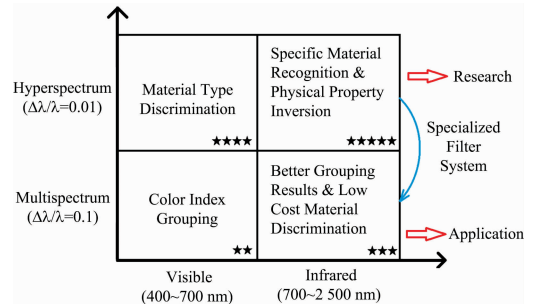 Hyperspectrum
(Δλ/λ=0.01)
Material Type
Discrimination
★★★★
Specific Material
Recognition &
Physical Property
Inversion
★★★★★
Research
Specialized
Filter
System
Multispectrum
(Δλ/λ=0.1)
Color Index
Grouping
★★
Better Grouping
Results & Low
Cost Material
Discrimination
★★★
Application
Visible
(400~700 nm)
Infrared
(700~2 500 nm)